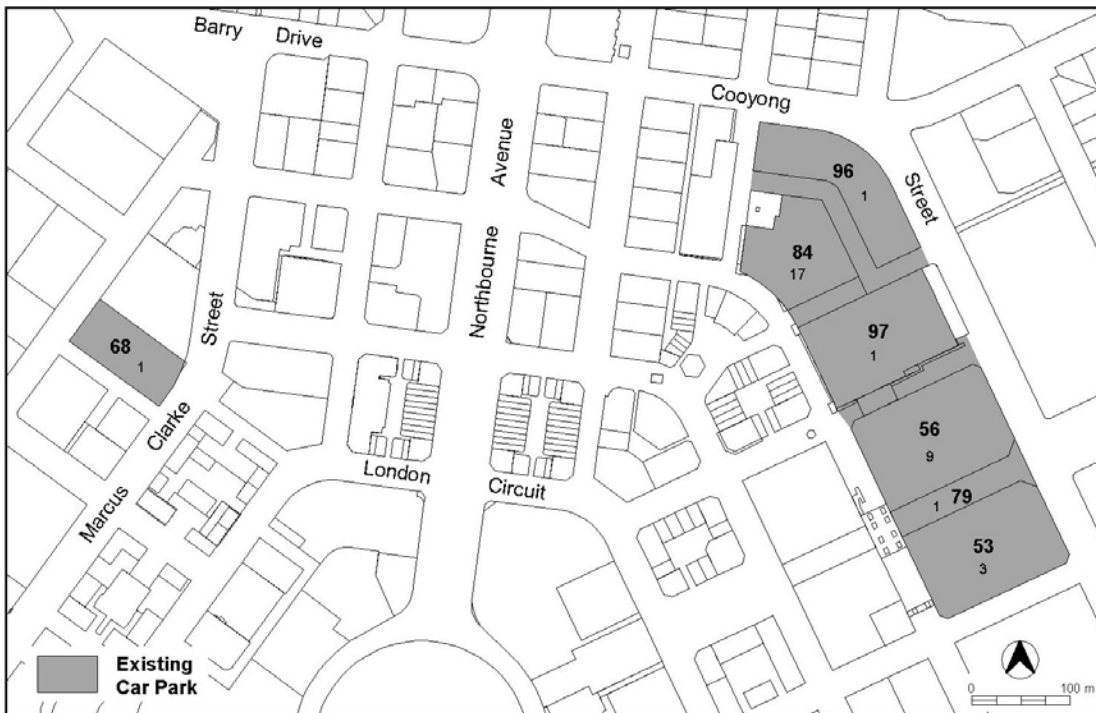 Barry Drive
Cooyong
Street
Avenue
Northbourne
Street
Clarke
Marcus
London
Circuit
96
1
84
17
97
1
68
1
56
9
79
1
53
3
Existing
Car Park
0 100 m